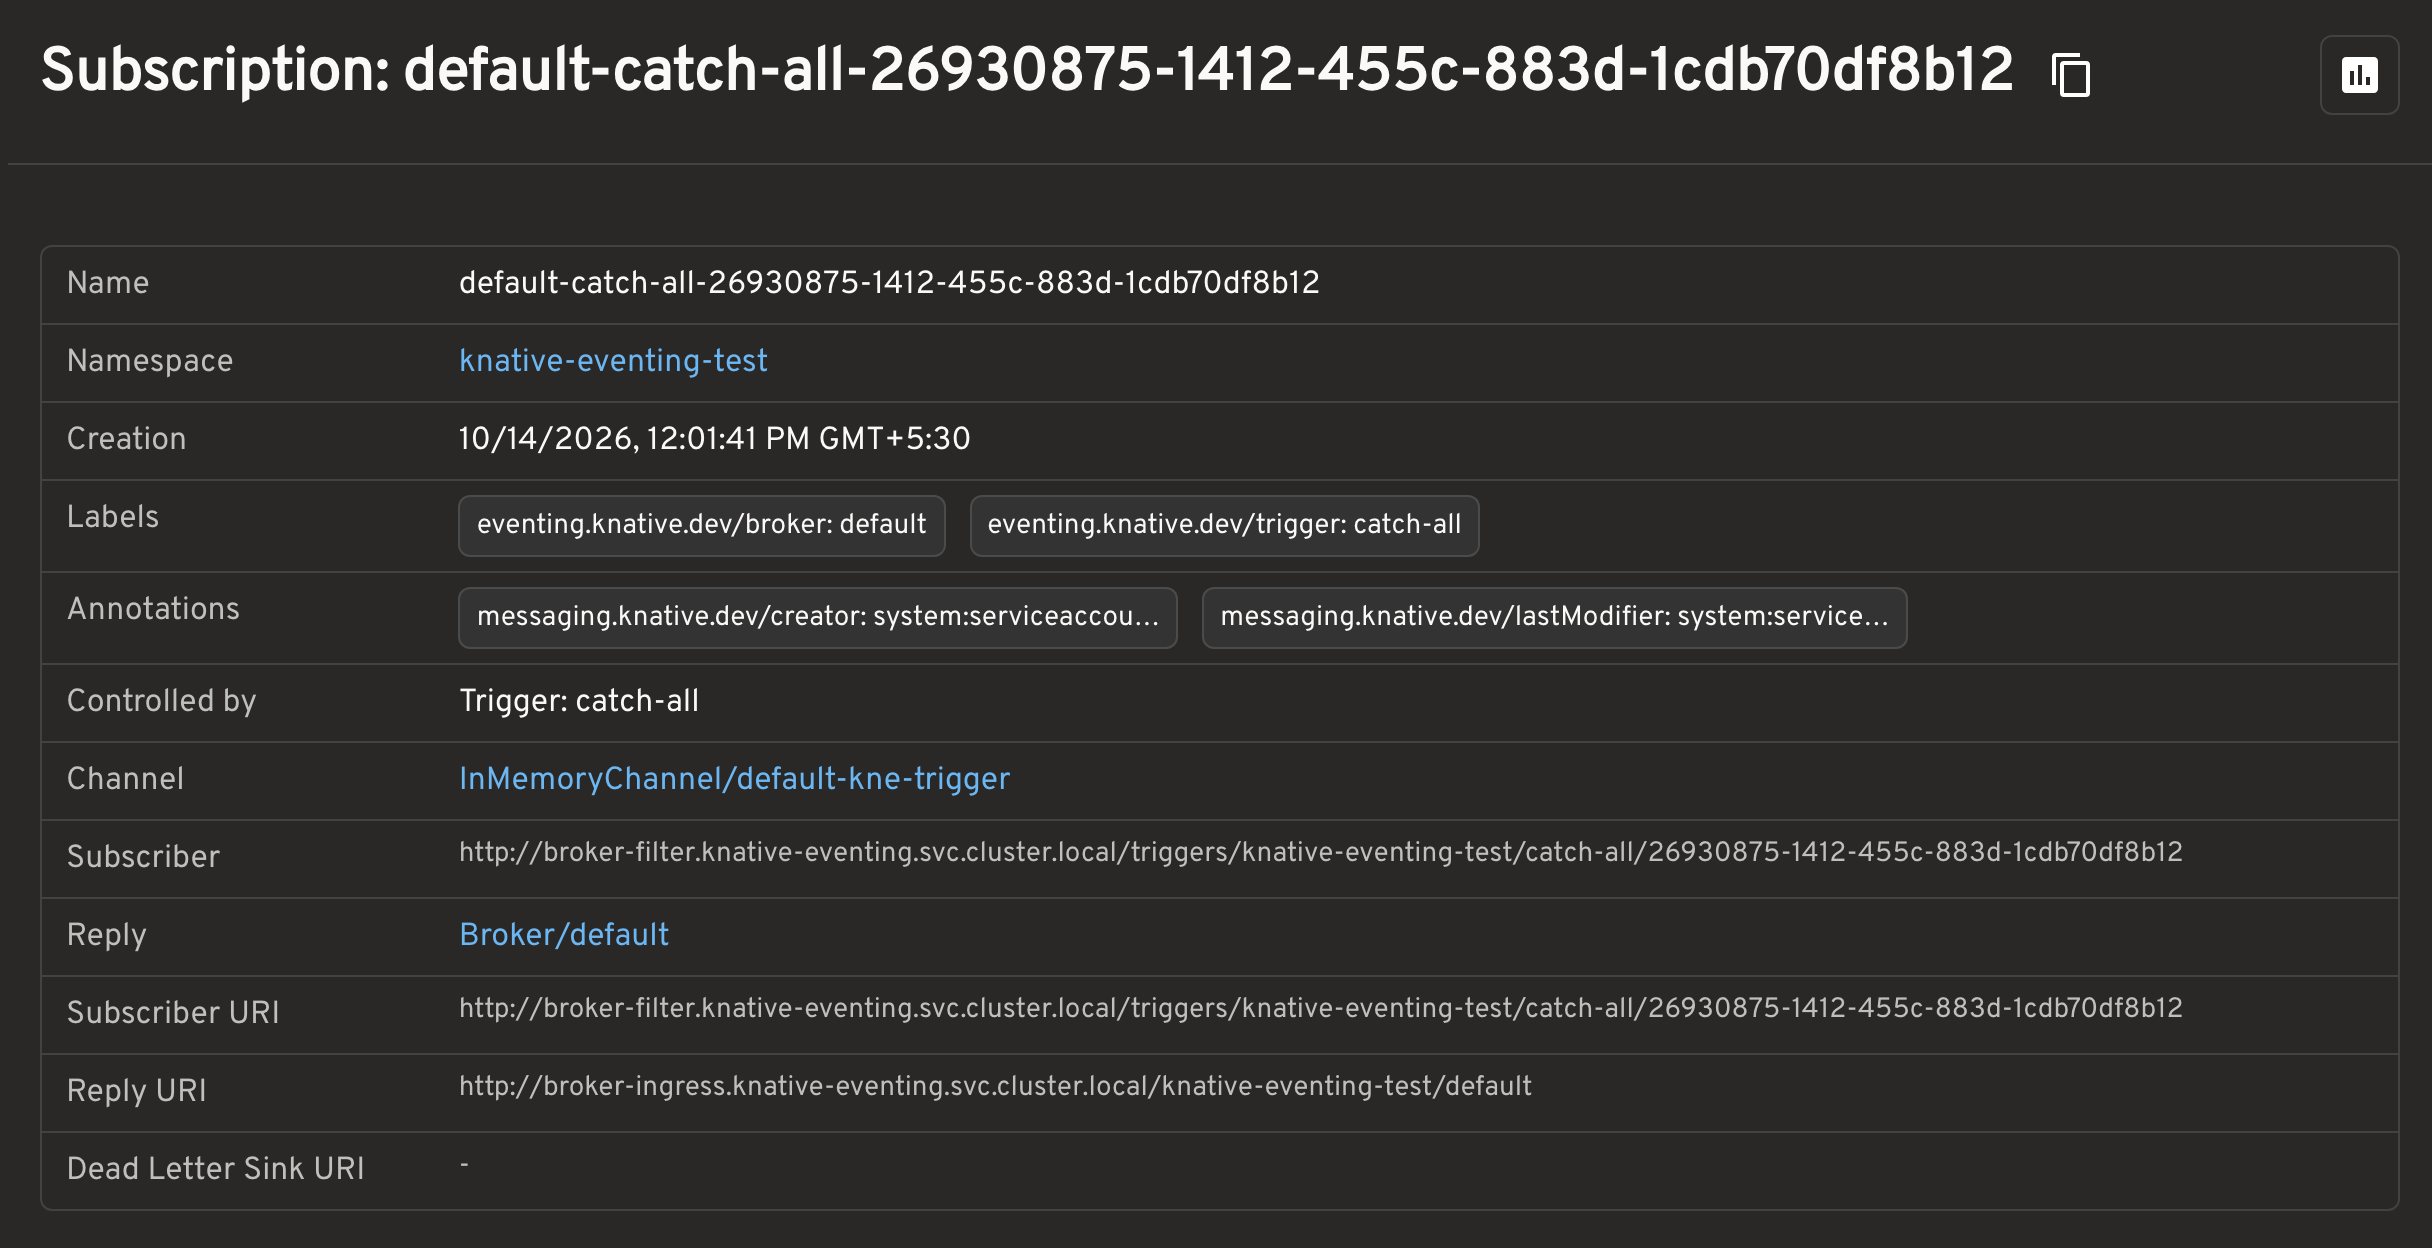 Subscription: default-catch-all-26930875-1412-455c-883d-1cdb70df8b12
Name default-catch-all-26930875-1412-455c-883d-1cdb70df8b12
Namespace knative-eventing-test
Creation 10/14/2026, 12:01:41 PM GMT+5:30
Labels eventing.knative.dev/broker: default eventing.knative.dev/trigger: catch-all
Annotations messaging.knative.dev/creator: system:serviceaccou… messaging.knative.dev/lastModifier: system:service…
Controlled by Trigger: catch-all
Channel InMemoryChannel/default-kne-trigger
Subscriber http://broker-filter.knative-eventing.svc.cluster.local/triggers/knative-eventing-test/catch-all/26930875-1412-455c-883d-1cdb70df8b12
Reply Broker/default
Subscriber URI http://broker-filter.knative-eventing.svc.cluster.local/triggers/knative-eventing-test/catch-all/26930875-1412-455c-883d-1cdb70df8b12
Reply URI http://broker-ingress.knative-eventing.svc.cluster.local/knative-eventing-test/default
Dead Letter Sink URI -